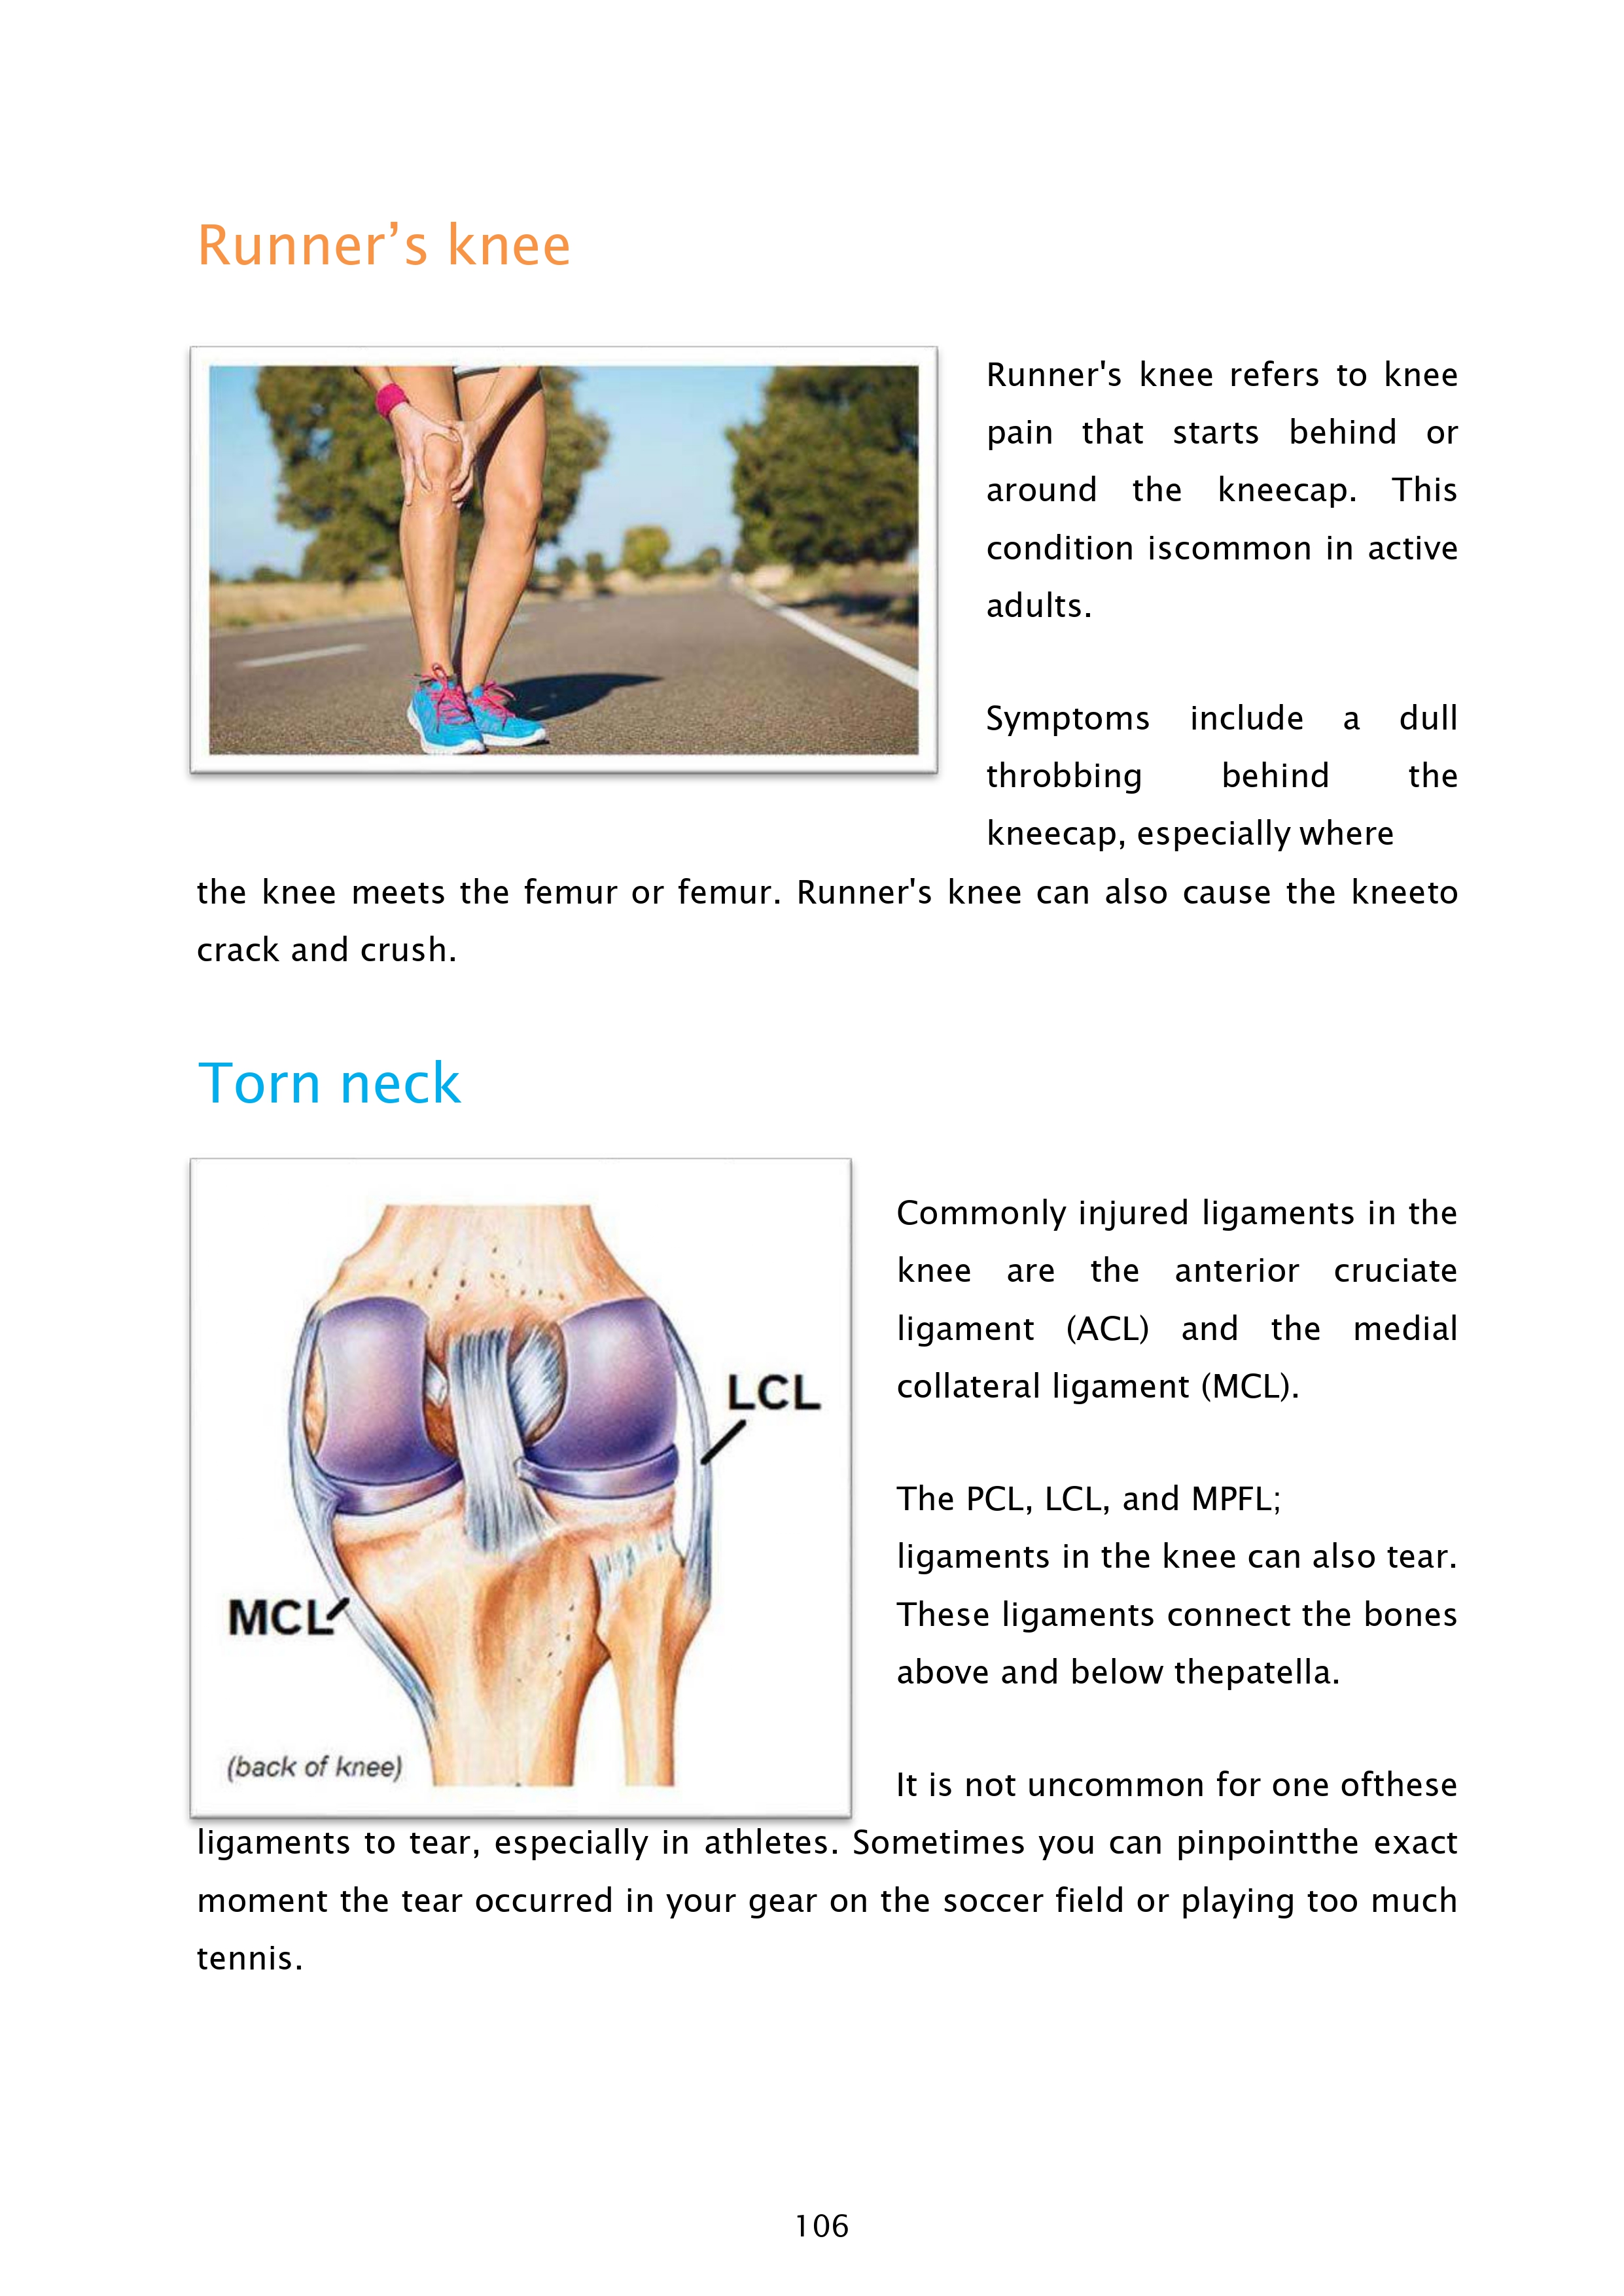 Runner’s knee
Runner's knee refers to knee
pain that starts behind or
around the kneecap. This
condition iscommon in active
adults.
Symptoms include a dull
throbbing behind the
kneecap, especially where
the knee meets the femur or femur. Runner's knee can also cause the kneeto
crack and crush.
Torn neck
LCL
MCL
(back of knee)
Commonly injured ligaments in the
knee are the anterior cruciate
ligament (ACL) and the medial
collateral ligament (MCL).
The PCL, LCL, and MPFL;
ligaments in the knee can also tear.
These ligaments connect the bones
above and below thepatella.
It is not uncommon for one ofthese
ligaments to tear, especially in athletes. Sometimes you can pinpointthe exact
moment the tear occurred in your gear on the soccer field or playing too much
tennis.
106